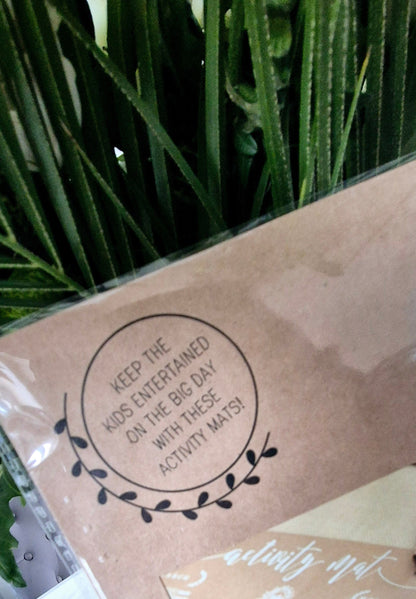 KEEP THE
KIDS ENTERTAINED
ON THE BIG DAY
WITH THESE
ACTIVITY MATS!
activity mat